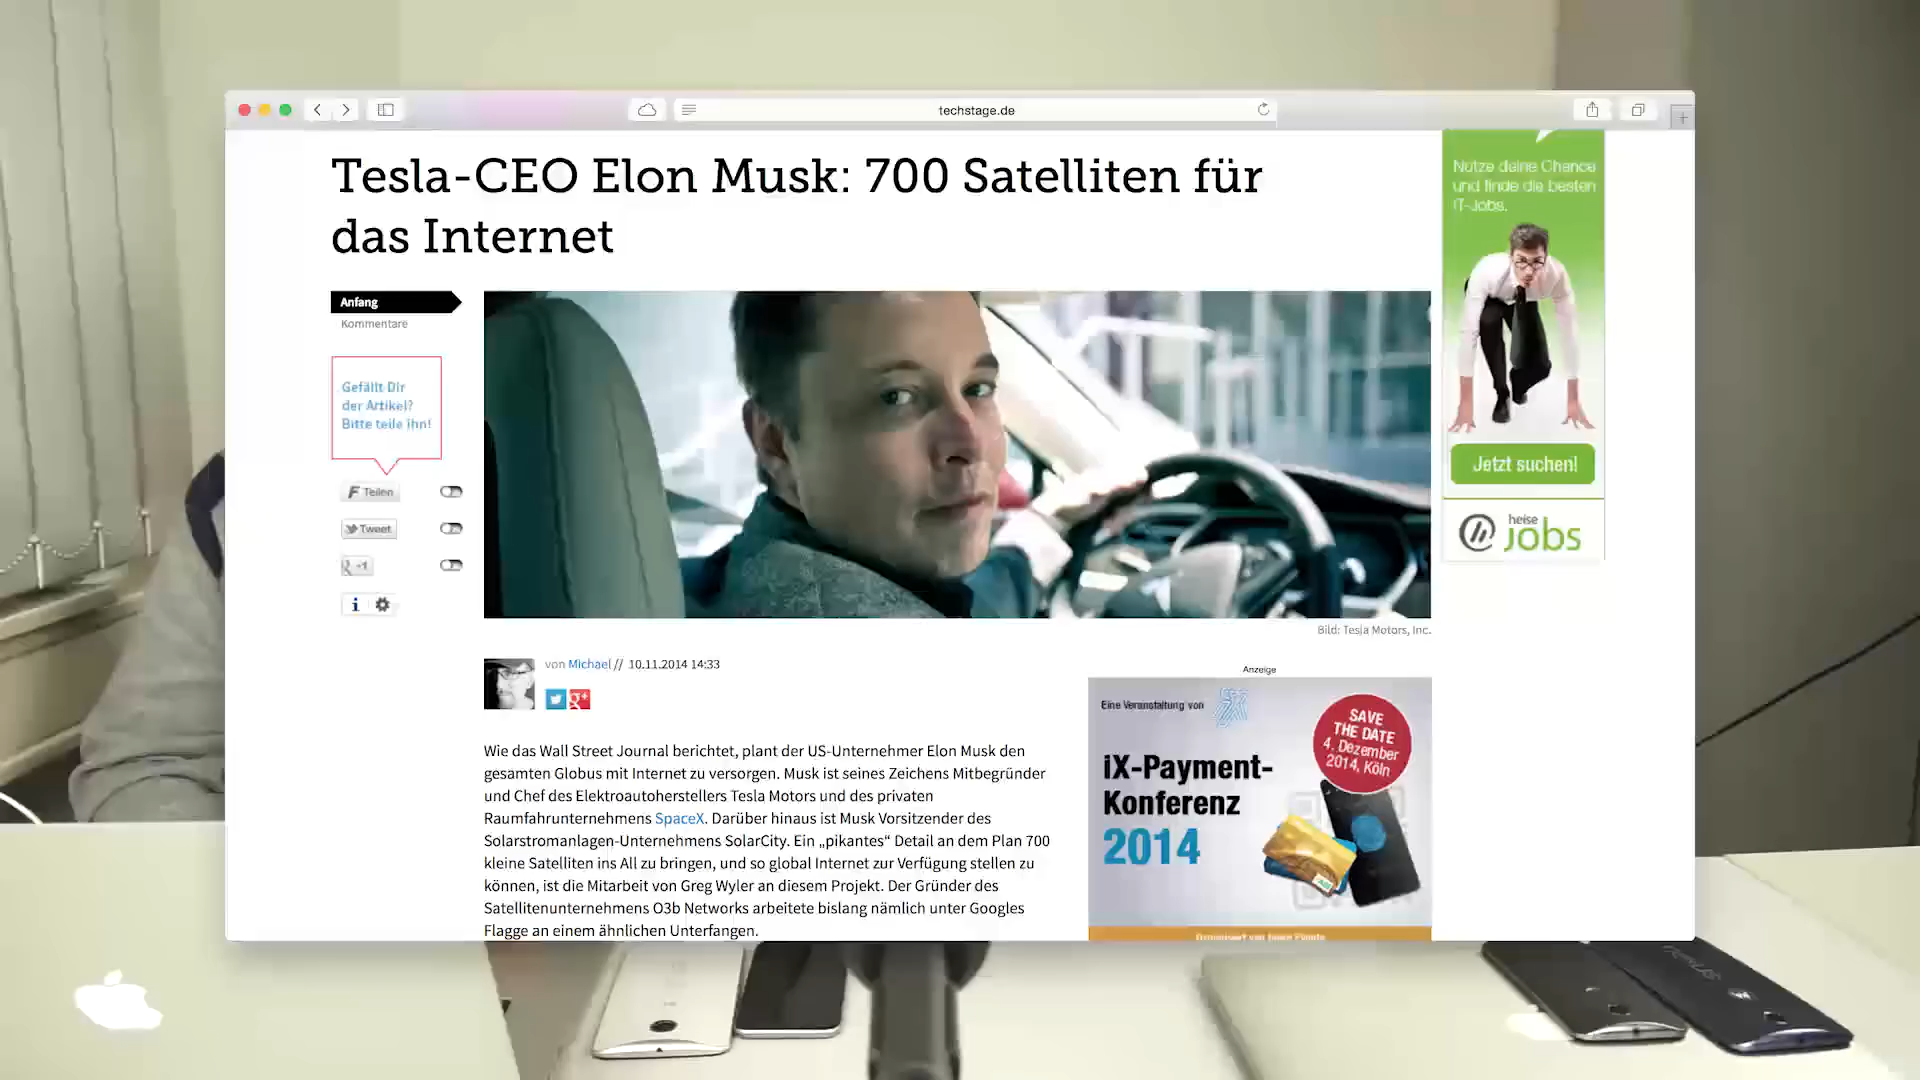 techstage.de
Tesla-CEO Elon Musk: 700 Satelliten für
das Internet
Anfang
Kommentare
Gefällt Dir
der Artikel?
Bitte teile ihn!
Teilen
Tweet
+1
Bild: Tesla Motors, Inc.
von Michael // 10.11.2014 14:33
Wie das Wall Street Journal berichtet, plant der US-Unternehmer Elon Musk den
gesamten Globus mit Internet zu versorgen. Musk ist seines Zeichens Mitbegründer
und Chef des Elektroautoherstellers Tesla Motors und des privaten
Raumfahrunternehmens SpaceX. Darüber hinaus ist Musk Vorsitzender des
Solarstromanlagen-Unternehmens SolarCity. Ein „pikantes“ Detail an dem Plan 700
kleine Satelliten ins All zu bringen, und so global Internet zur Verfügung stellen zu
können, ist die Mitarbeit von Greg Wyler an diesem Projekt. Der Gründer des
Satellitenunternehmens O3b Networks arbeitete bislang nämlich unter Googles
Flagge an einem ähnlichen Unterfangen.
Anzeige
Eine Veranstaltung von
SAVE
THE DATE
4. Dezember
2014, Köln
iX-Payment-
Konferenz
2014
Nutze deine Chance
und finde die besten
IT-Jobs.
Jetzt suchen!
heise
jobs